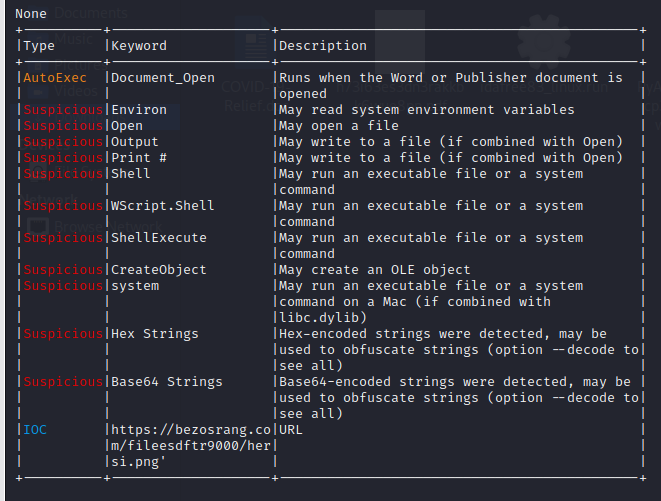 None
+----------+--------------------+---------------------------------------------+
|Type |Keyword |Description |
+----------+--------------------+---------------------------------------------+
|AutoExec |Document_Open |Runs when the Word or Publisher document is |
| | |opened |
|Suspicious|Environ |May read system environment variables |
|Suspicious|Open |May open a file |
|Suspicious|Output |May write to a file (if combined with Open) |
|Suspicious|Print # |May write to a file (if combined with Open) |
|Suspicious|Shell |May run an executable file or a system |
| | |command |
|Suspicious|WScript.Shell |May run an executable file or a system |
| | |command |
|Suspicious|ShellExecute |May run an executable file or a system |
| | |command |
|Suspicious|CreateObject |May create an OLE object |
|Suspicious|system |May run an executable file or a system |
| | |command on a Mac (if combined with |
| | |libc.dylib) |
|Suspicious|Hex Strings |Hex-encoded strings were detected, may be |
| | |used to obfuscate strings (option --decode to|
| | |see all) |
|Suspicious|Base64 Strings |Base64-encoded strings were detected, may be |
| | |used to obfuscate strings (option --decode to|
| | |see all) |
|IOC |https://bezosrang.co|URL |
| |m/fileesdftr9000/her| |
| |si.png' | |
+----------+--------------------+---------------------------------------------+